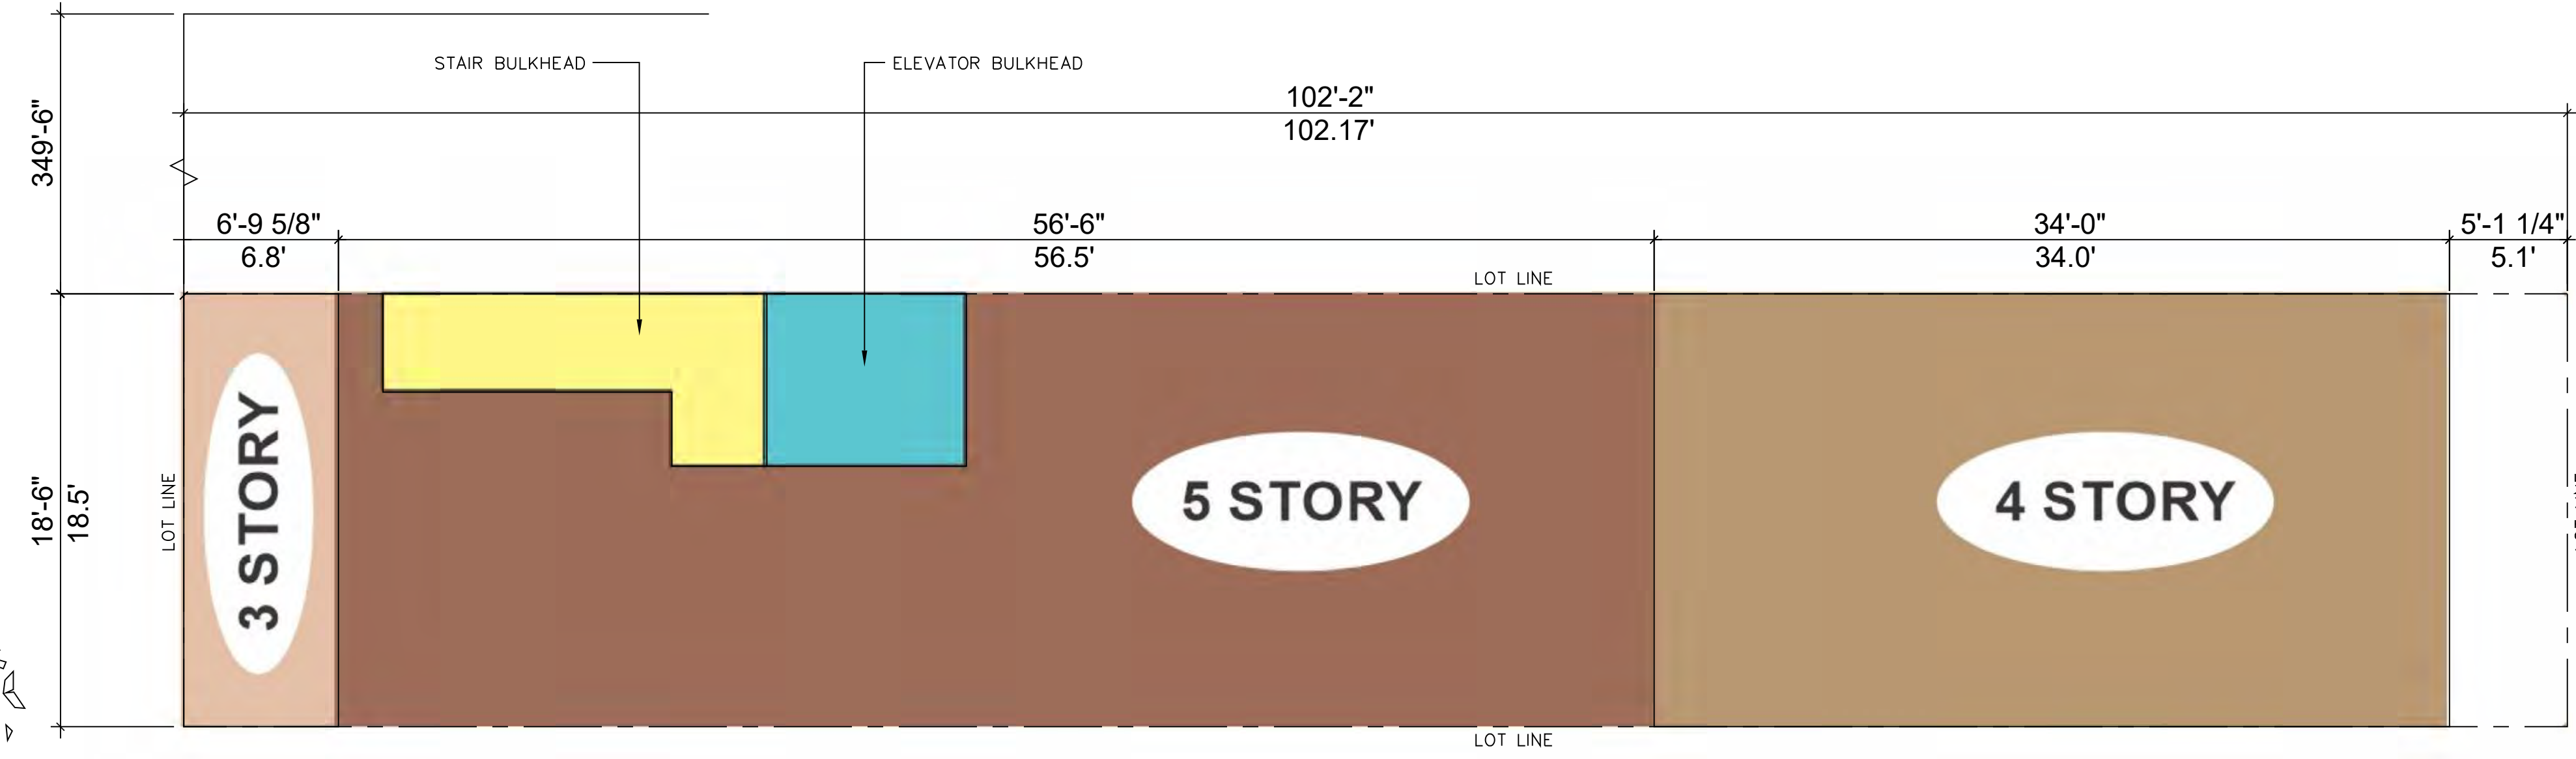 STAIR BULKHEAD
ELEVATOR BULKHEAD
102'-2"
102.17'
349'-6"
6'-9 5/8"
6.8'
56'-6"
56.5'
34'-0"
34.0'
5'-1 1/4"
5.1'
LOT LINE
18'-6"
18.5'
LOT LINE
3 STORY
5 STORY
4 STORY
LOT LINE